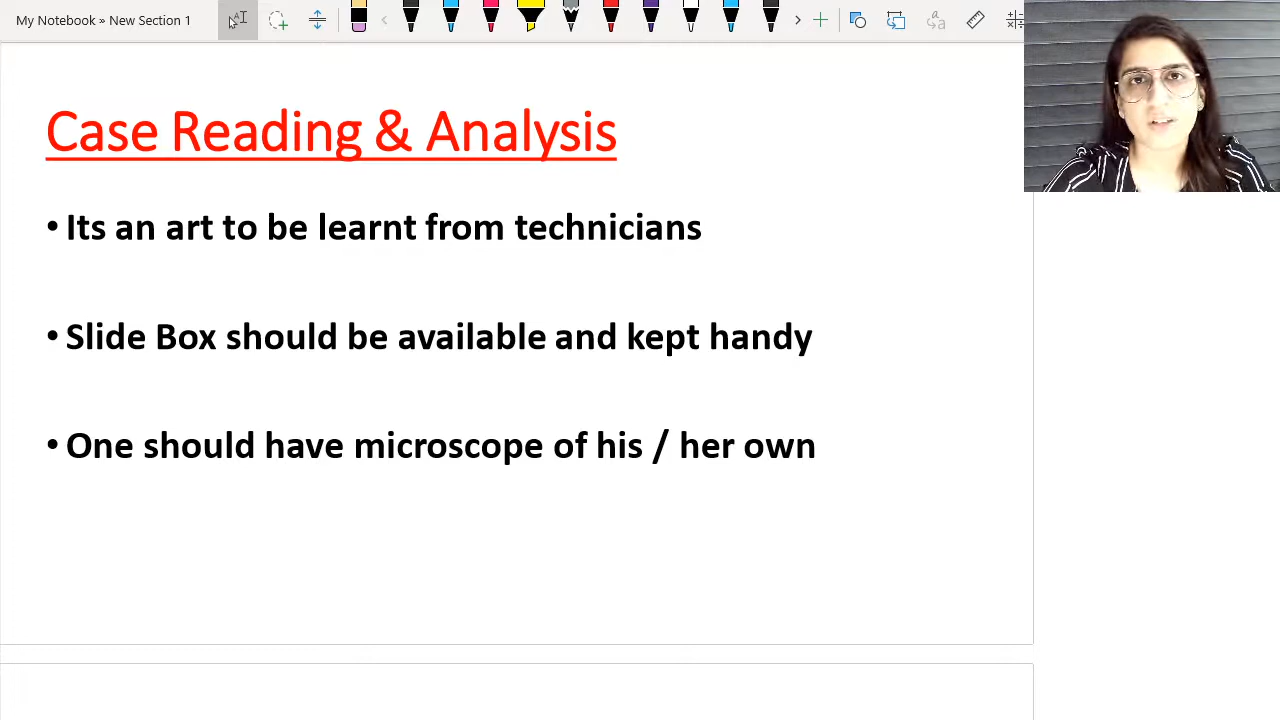 My Notebook » New Section 1
Case Reading & Analysis
• Its an art to be learnt from technicians
• Slide Box should be available and kept handy
• One should have microscope of his / her own